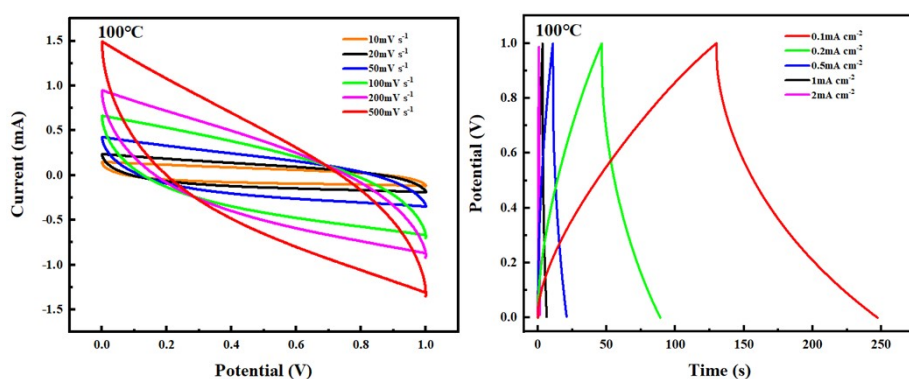 100℃
10mV s⁻¹
20mV s⁻¹
50mV s⁻¹
100mV s⁻¹
200mV s⁻¹
500mV s⁻¹
Current (mA)
1.5
1.0
0.5
0.0
-0.5
-1.0
-1.5
0.0 0.2 0.4 0.6 0.8 1.0
Potential (V)
100℃
0.1mA cm⁻²
0.2mA cm⁻²
0.5mA cm⁻²
1mA cm⁻²
2mA cm⁻²
Potential (V)
1.0
0.8
0.6
0.4
0.2
0.0
0 50 100 150 200 250
Time (s)